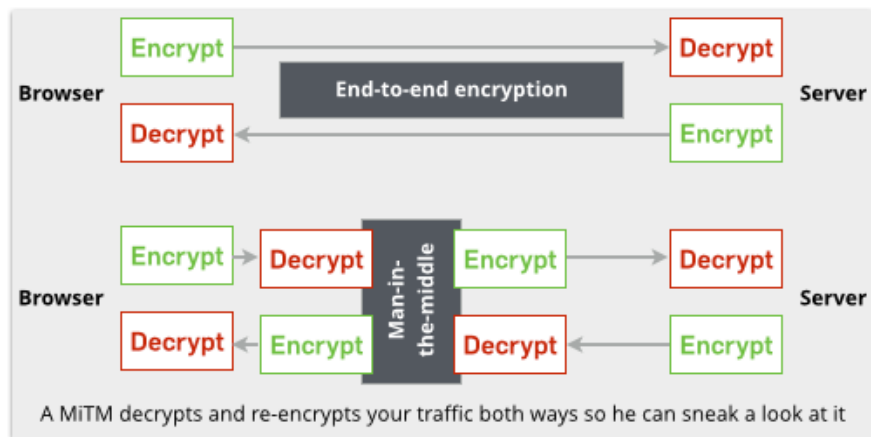 Encrypt
Decrypt
Browser
End-to-end encryption
Server
Decrypt
Encrypt
Encrypt
Decrypt
Encrypt
Decrypt
Browser
Man-in-
the-middle
Server
Decrypt
Encrypt
Decrypt
Encrypt
A MiTM decrypts and re-encrypts your traffic both ways so he can sneak a look at it